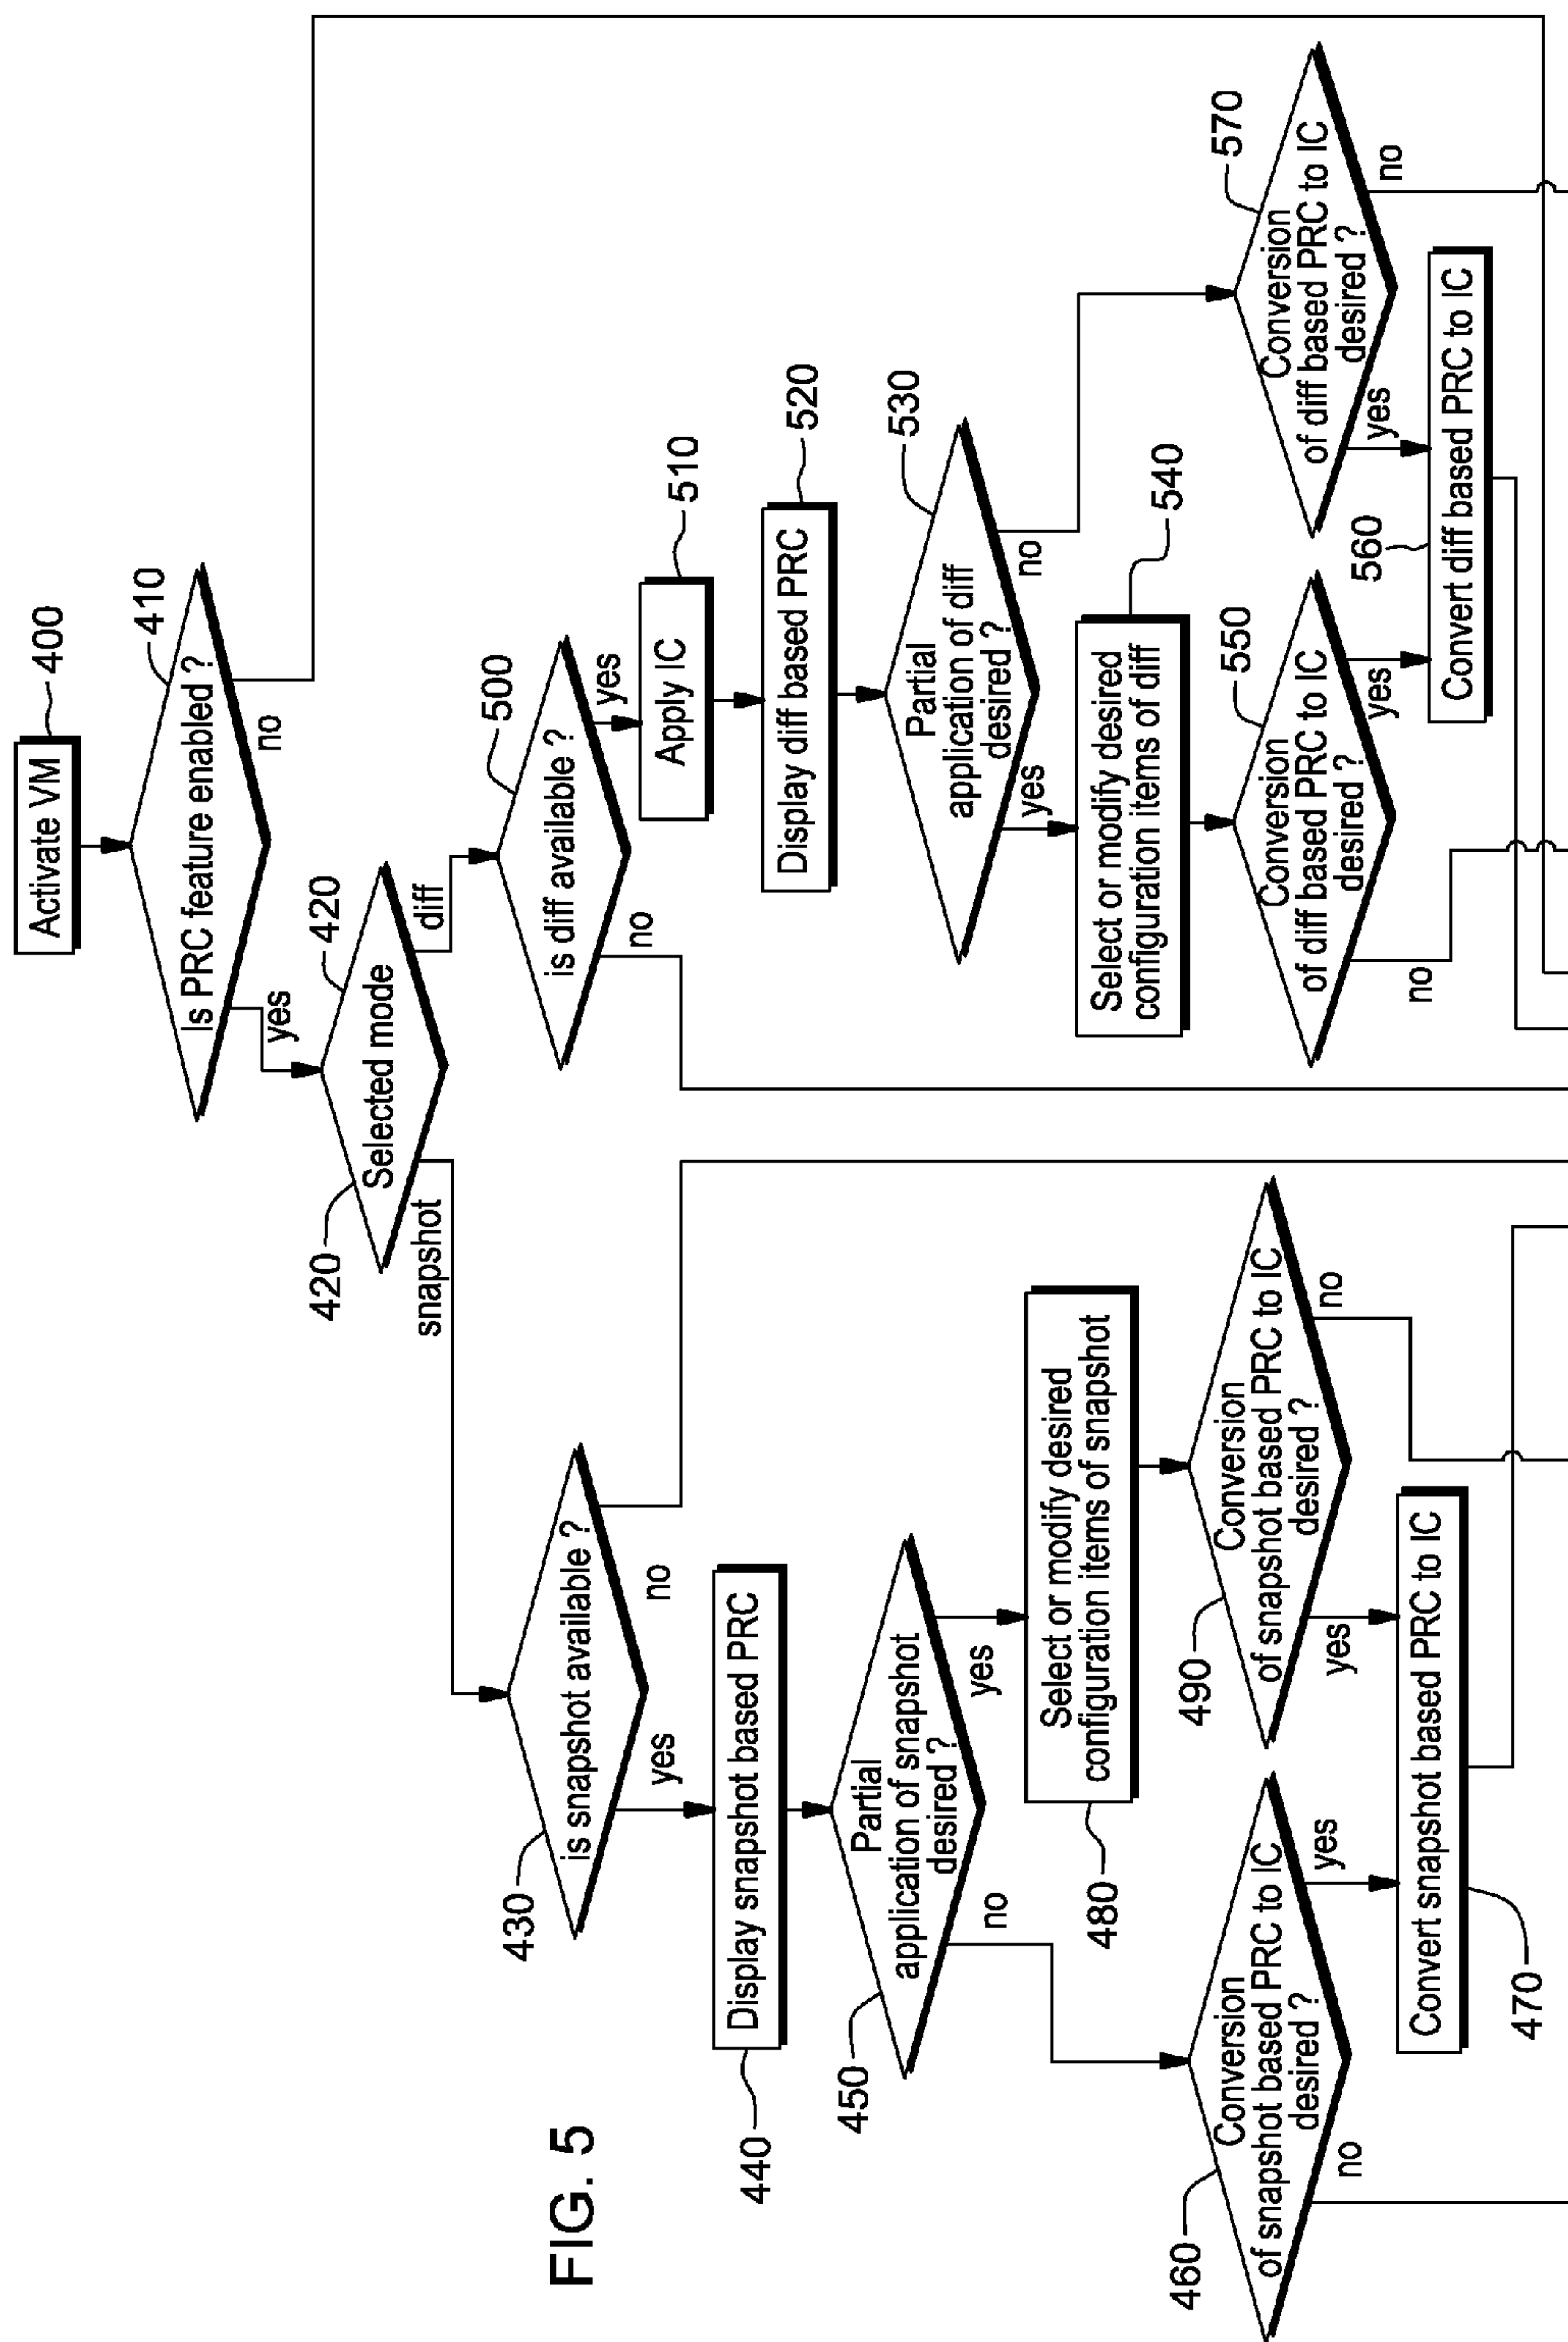 FIG. 5
Activate VM
400
Is PRC feature enabled ?
410
yes
no
420
Selected mode
420
snapshot
diff
430
is snapshot available ?
yes
no
440
Display snapshot based PRC
450
Partial
application of snapshot
desired ?
no
yes
480
Select or modify desired
configuration items of snapshot
460
Conversion
of snapshot based PRC to IC
desired ?
no
yes
490
Conversion
of snapshot based PRC to IC
desired ?
yes
no
Convert snapshot based PRC to IC
470
500
is diff available ?
no
yes
510
Apply IC
520
Display diff based PRC
530
Partial
application of diff
desired ?
yes
no
540
Select or modify desired
configuration items of diff
550
Conversion
of diff based PRC to IC
desired ?
no
yes
570
Conversion
of diff based PRC to IC
desired ?
yes
no
560
Convert diff based PRC to IC